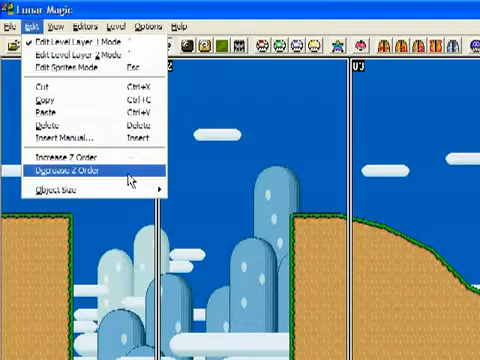 Lunar Magic
File Edit View Editors Level Options Help
Edit Level Layer 1 Mode
Edit Level Layer 2 Mode
Edit Sprites Mode Esc
Cut Ctrl+X
Copy Ctrl+C
Paste Ctrl+V
Delete Delete
Insert Manual... Insert
Increase Z Order
Decrease Z Order
Object Size